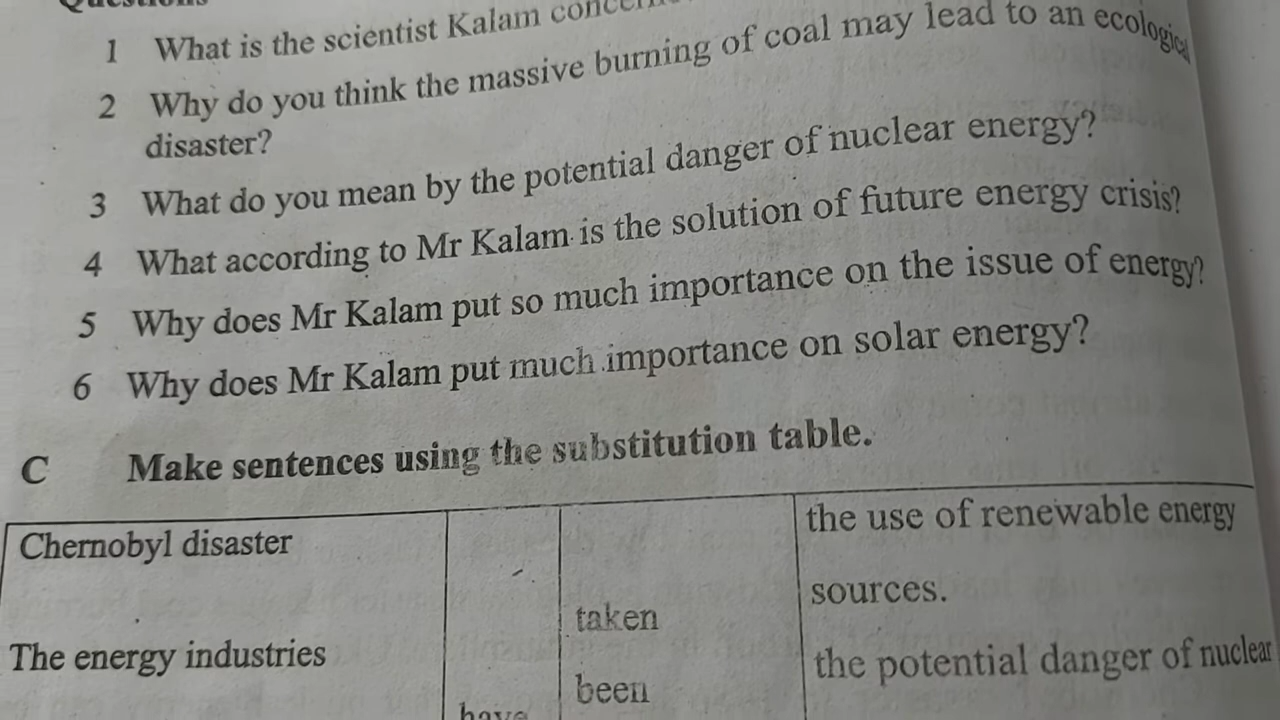 Questions
1 What is the scientist Kalam
2 Why do you think the massive burning of coal may lead to an ecological
disaster?
3 What do you mean by the potential danger of nuclear energy?
4 What according to Mr Kalam is the solution of future energy crisis?
5 Why does Mr Kalam put so much importance on the issue of energy?
6 Why does Mr Kalam put much importance on solar energy?
C Make sentences using the substitution table.
Chernobyl disaster
the use of renewable energy
sources.
taken
The energy industries
the potential danger of nuclear
been
have